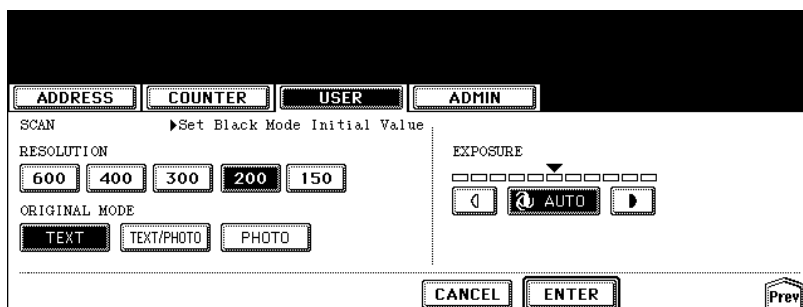 ADDRESS COUNTER USER ADMIN
SCAN ▶Set Black Mode Initial Value
RESOLUTION
600 400 300 200 150
ORIGINAL MODE
TEXT TEXT/PHOTO PHOTO
EXPOSURE
AUTO
CANCEL ENTER Prev